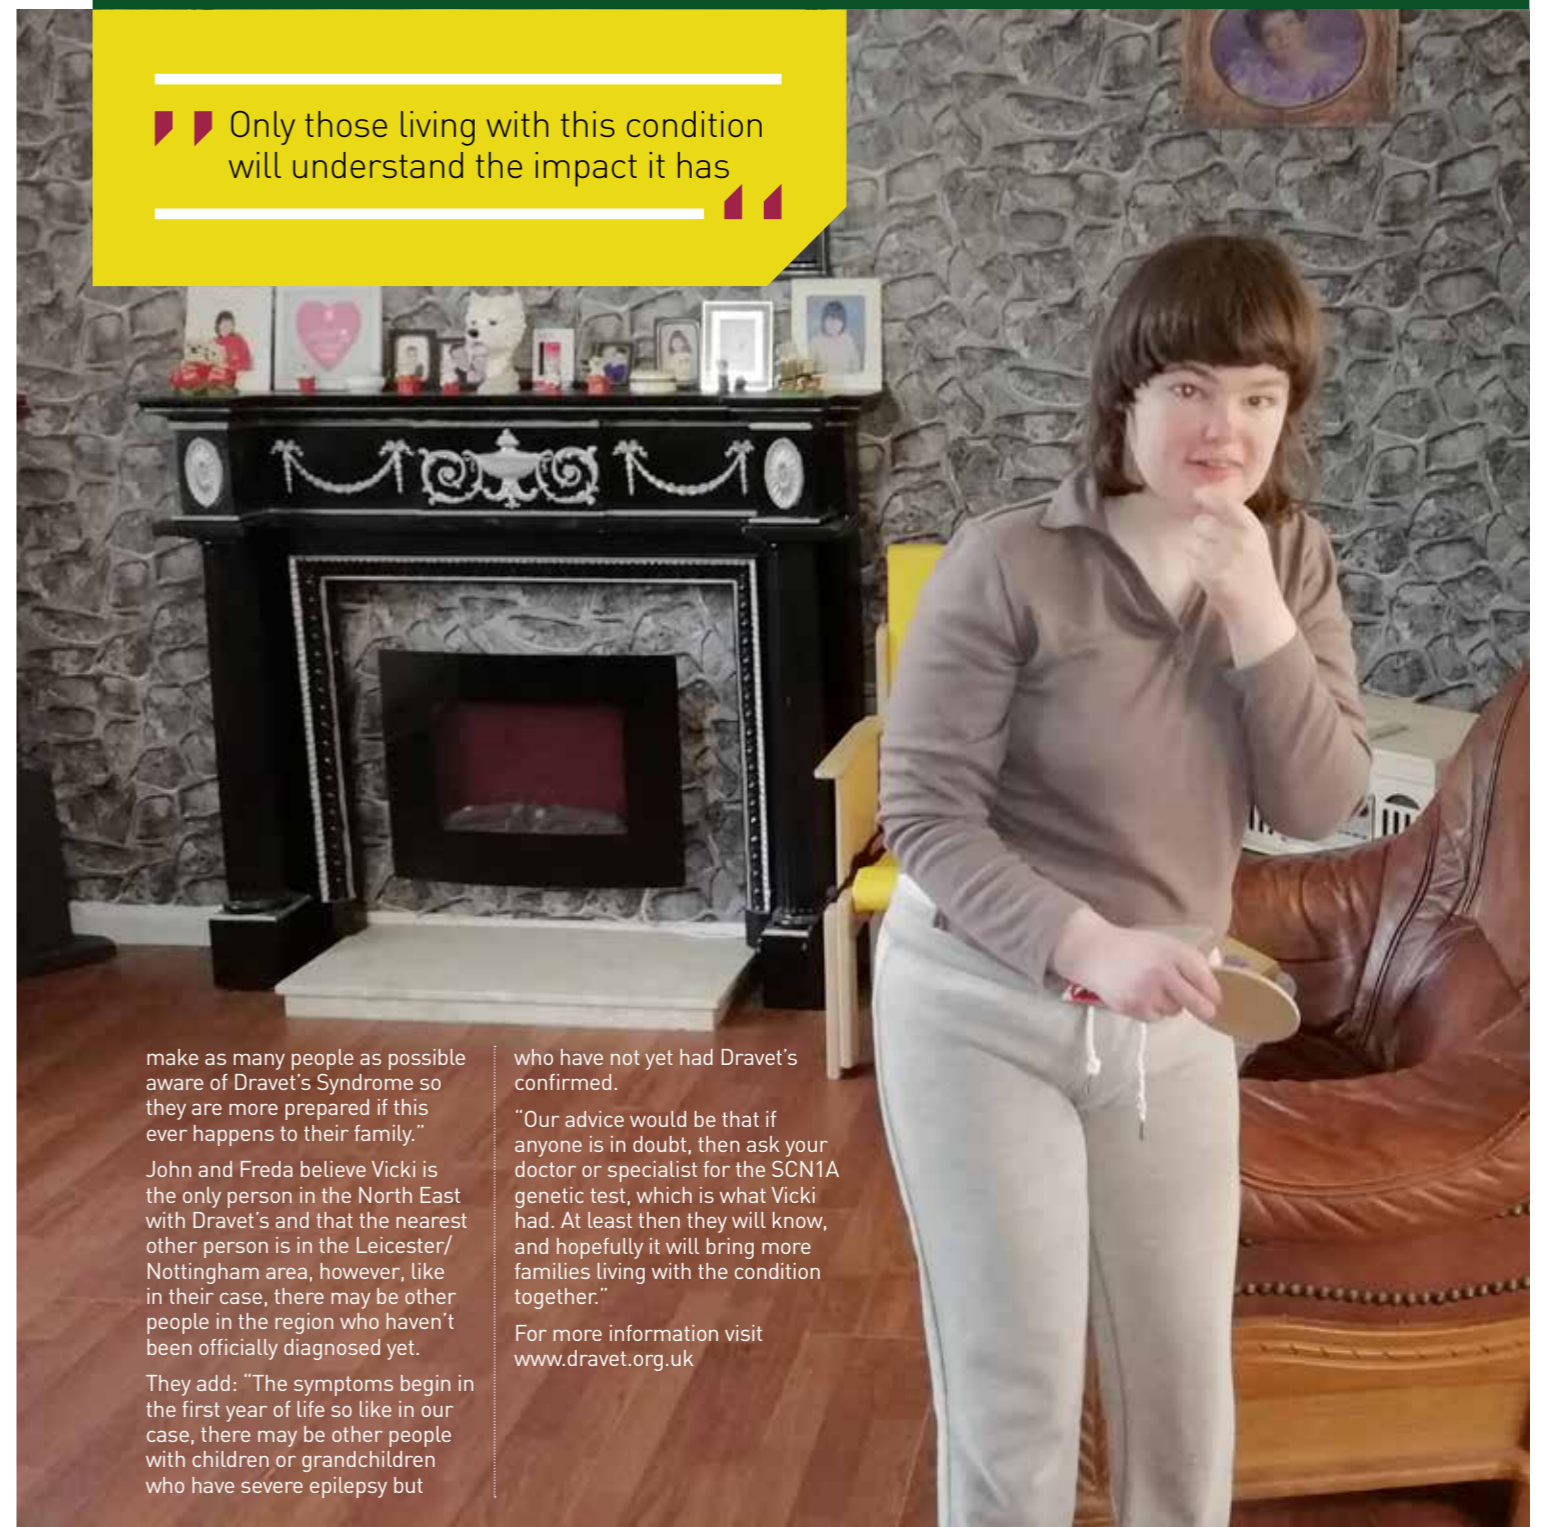 Only those living with this condition
will understand the impact it has
make as many people as possible
aware of Dravet’s Syndrome so
they are more prepared if this
ever happens to their family.”
John and Freda believe Vicki is
the only person in the North East
with Dravet’s and that the nearest
other person is in the Leicester/
Nottingham area, however, like
in their case, there may be other
people in the region who haven’t
been officially diagnosed yet.
They add: “The symptoms begin in
the first year of life so like in our
case, there may be other people
with children or grandchildren
who have severe epilepsy but
who have not yet had Dravet’s
confirmed.
“Our advice would be that if
anyone is in doubt, then ask your
doctor or specialist for the SCN1A
genetic test, which is what Vicki
had. At least then they will know,
and hopefully it will bring more
families living with the condition
together.”
For more information visit
www.dravet.org.uk